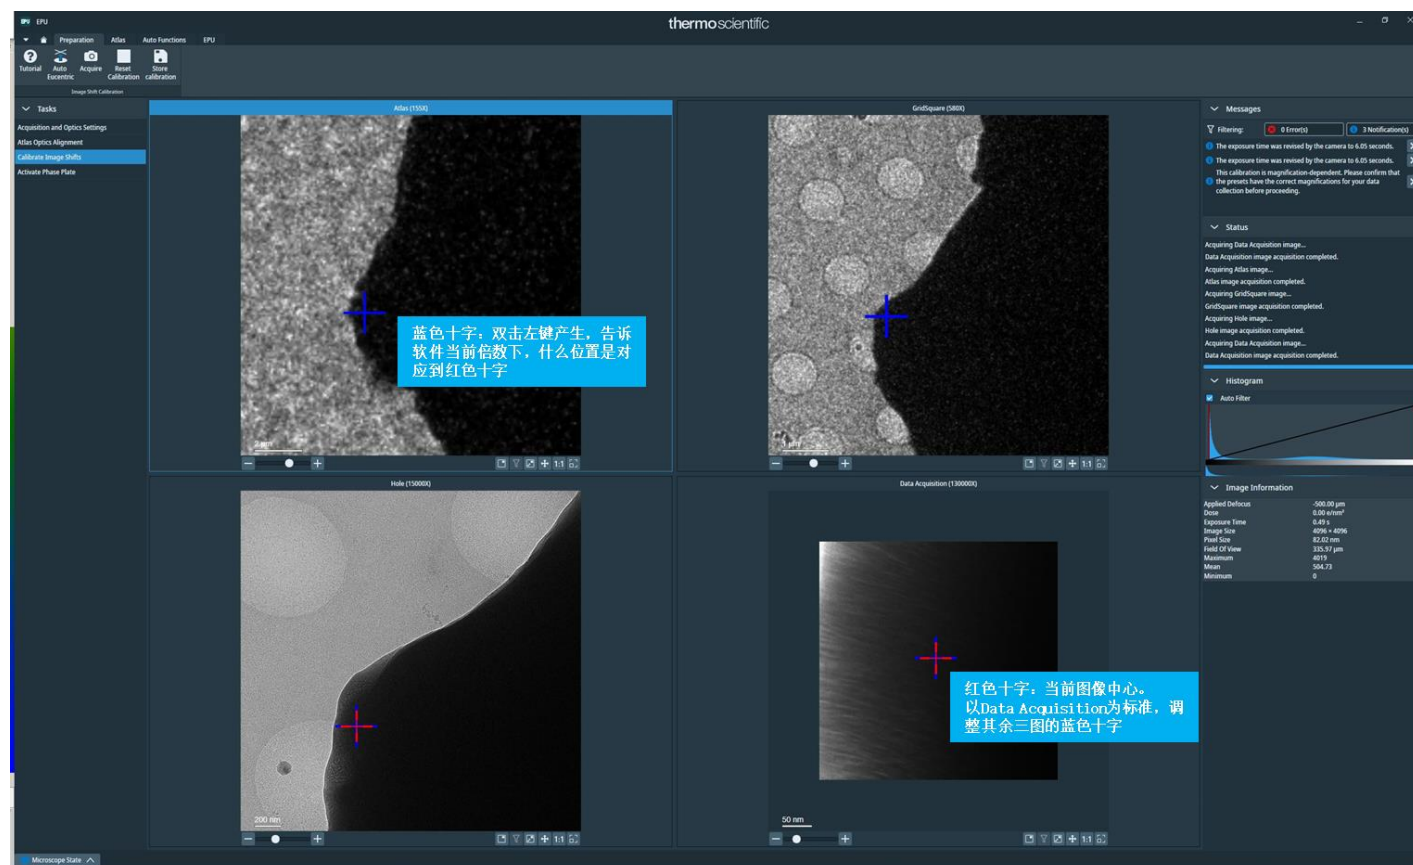 EPU EPU
thermoscientific
Preparation Atlas Auto Functions EPU
Tutorial
Auto Eucentric
Acquire
Reset Calibration
Store calibration
Image Shift Calibration
Tasks
Acquisition and Optics Settings
Atlas Optics Alignment
Calibrate Image Shifts
Activate Phase Plate
Atlas (155X)
蓝色十字：双击左键产生，告诉
软件当前倍数下，什么位置是对
应到红色十字
1:1
GridSquare (580X)
1 µm
1:1
Hole (15000X)
200 nm
1:1
Data Acquisition (130000X)
红色十字：当前图像中心。
以Data Acquisition为标准，调
整其余三图的蓝色十字
50 nm
1:1
Messages
Filtering: 0 Error(s) 3 Notification(s)
The exposure time was revised by the camera to 6.05 seconds.
The exposure time was revised by the camera to 6.05 seconds.
This calibration is magnification-dependent. Please confirm that
the presets have the correct magnifications for your data
collection before proceeding.
Status
Acquiring Data Acquisition image...
Data Acquisition image acquisition completed.
Acquiring Atlas image...
Atlas image acquisition completed.
Acquiring GridSquare image...
GridSquare image acquisition completed.
Acquiring Hole image...
Hole image acquisition completed.
Acquiring Data Acquisition image...
Data Acquisition image acquisition completed.
Histogram
Auto Filter
Image Information
Applied Defocus -500.00 µm
Dose 0.00 e/nm²
Exposure Time 0.49 s
Image Size 4096 × 4096
Pixel Size 82.02 nm
Field Of View 335.97 µm
Maximum 4019
Mean 504.73
Minimum 0
Microscope State